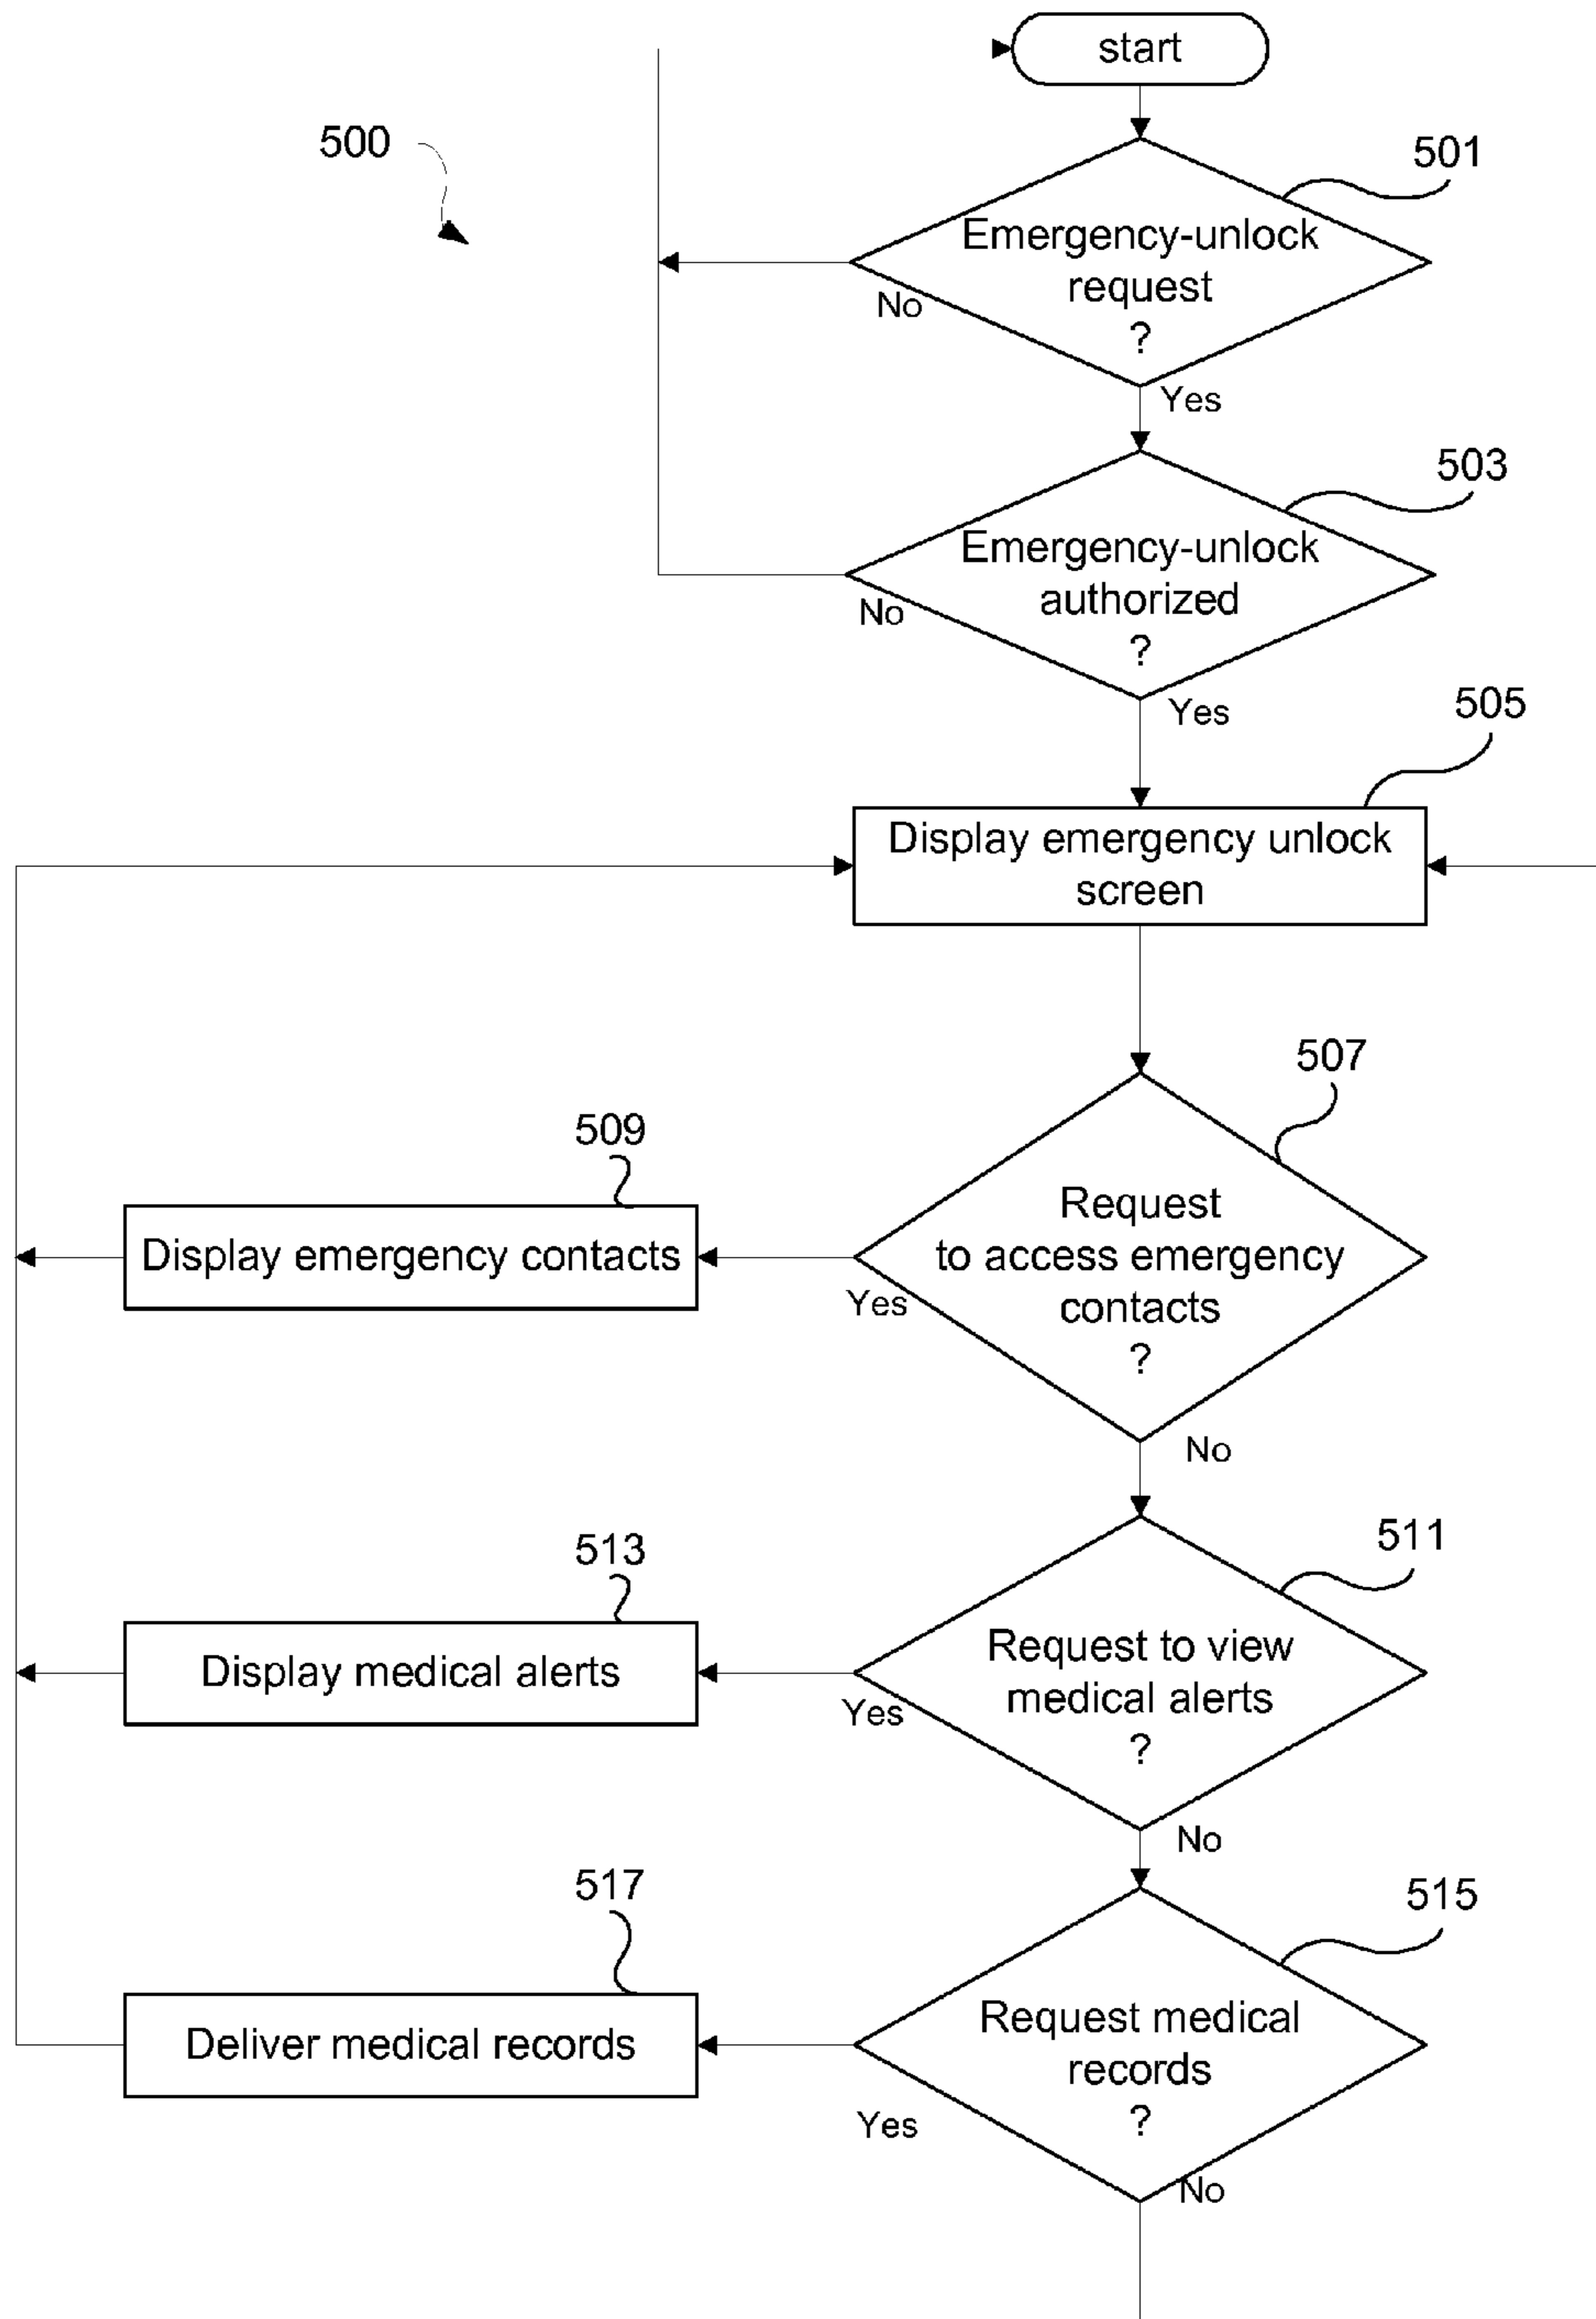 start
500
501
Emergency-unlock
request
?
No
Yes
503
Emergency-unlock
authorized
?
No
Yes
505
Display emergency unlock
screen
507
509
Request
to access emergency
contacts
?
Display emergency contacts
Yes
No
511
513
Request to view
medical alerts
?
Display medical alerts
Yes
No
515
517
Request medical
records
?
Deliver medical records
Yes
No